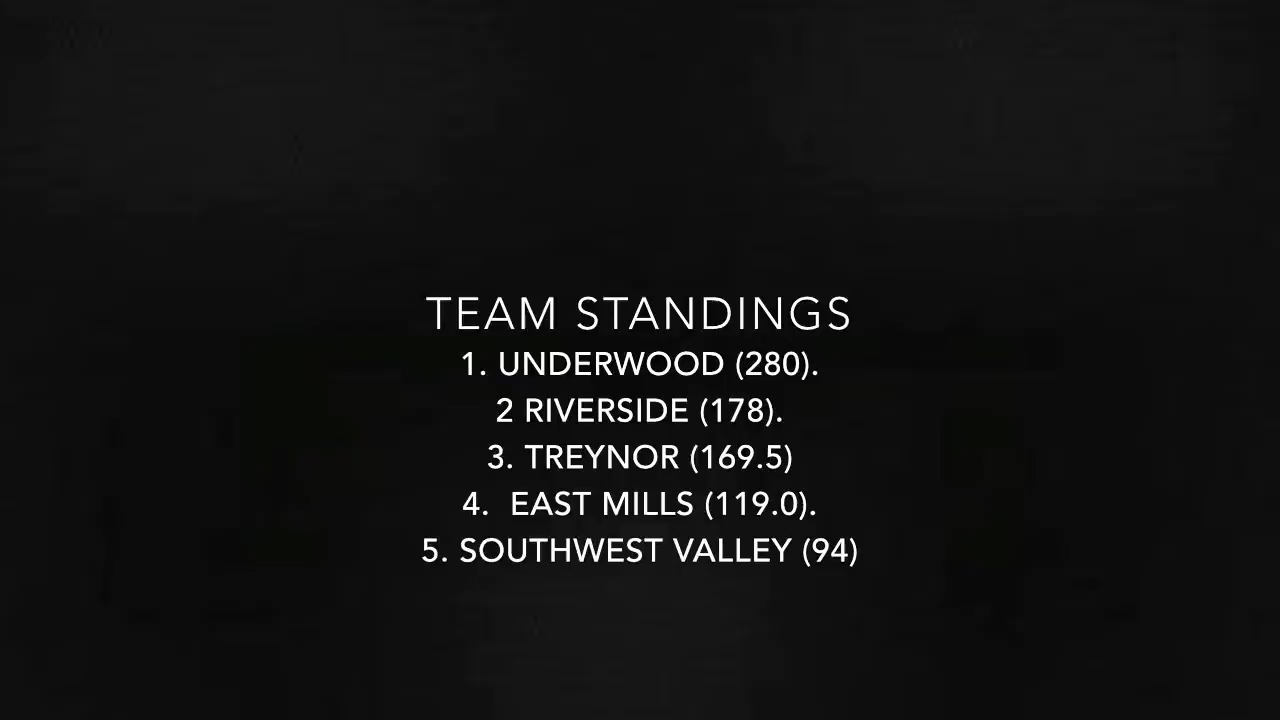 TEAM STANDINGS
1. UNDERWOOD (280).
2 RIVERSIDE (178).
3. TREYNOR (169.5)
4.  EAST MILLS (119.0).
5. SOUTHWEST VALLEY (94)